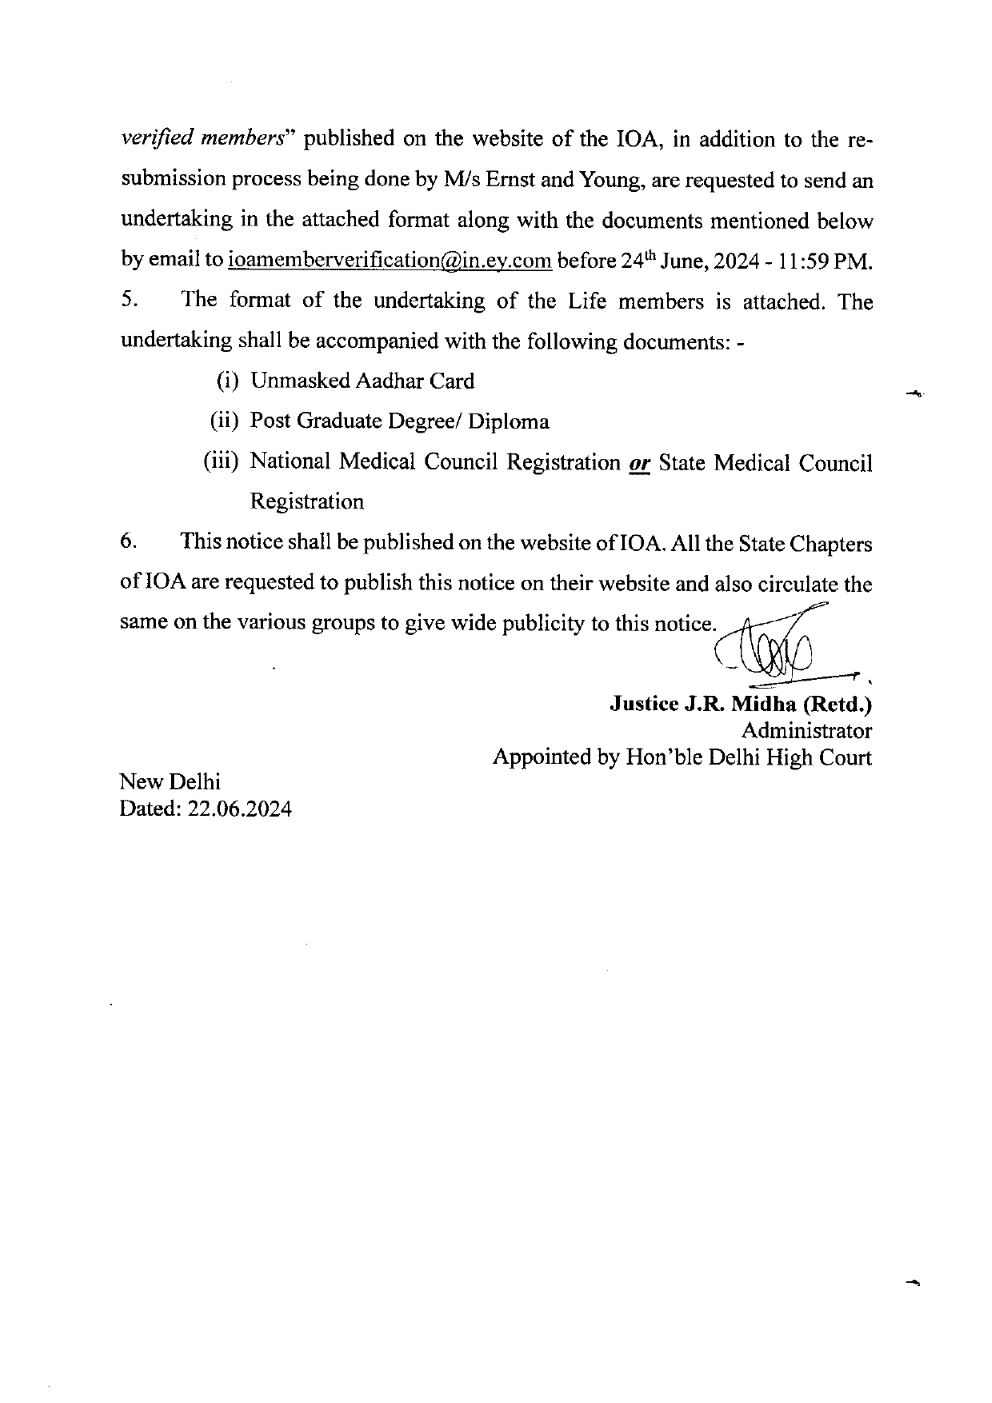 verified members” published on the website of the IOA, in addition to the re-
submission process being done by M/s Ernst and Young, are requested to send an
undertaking in the attached format along with the documents mentioned below
by email to ioamemberverification@in.ey.com before 24th June, 2024 - 11:59 PM.
5. The format of the undertaking of the Life members is attached. The
undertaking shall be accompanied with the following documents: -
(i) Unmasked Aadhar Card
(ii) Post Graduate Degree/ Diploma
(iii) National Medical Council Registration or State Medical Council
Registration
6. This notice shall be published on the website of IOA. All the State Chapters
of IOA are requested to publish this notice on their website and also circulate the
same on the various groups to give wide publicity to this notice.
Justice J.R. Midha (Retd.)
Administrator
Appointed by Hon’ble Delhi High Court
New Delhi
Dated: 22.06.2024